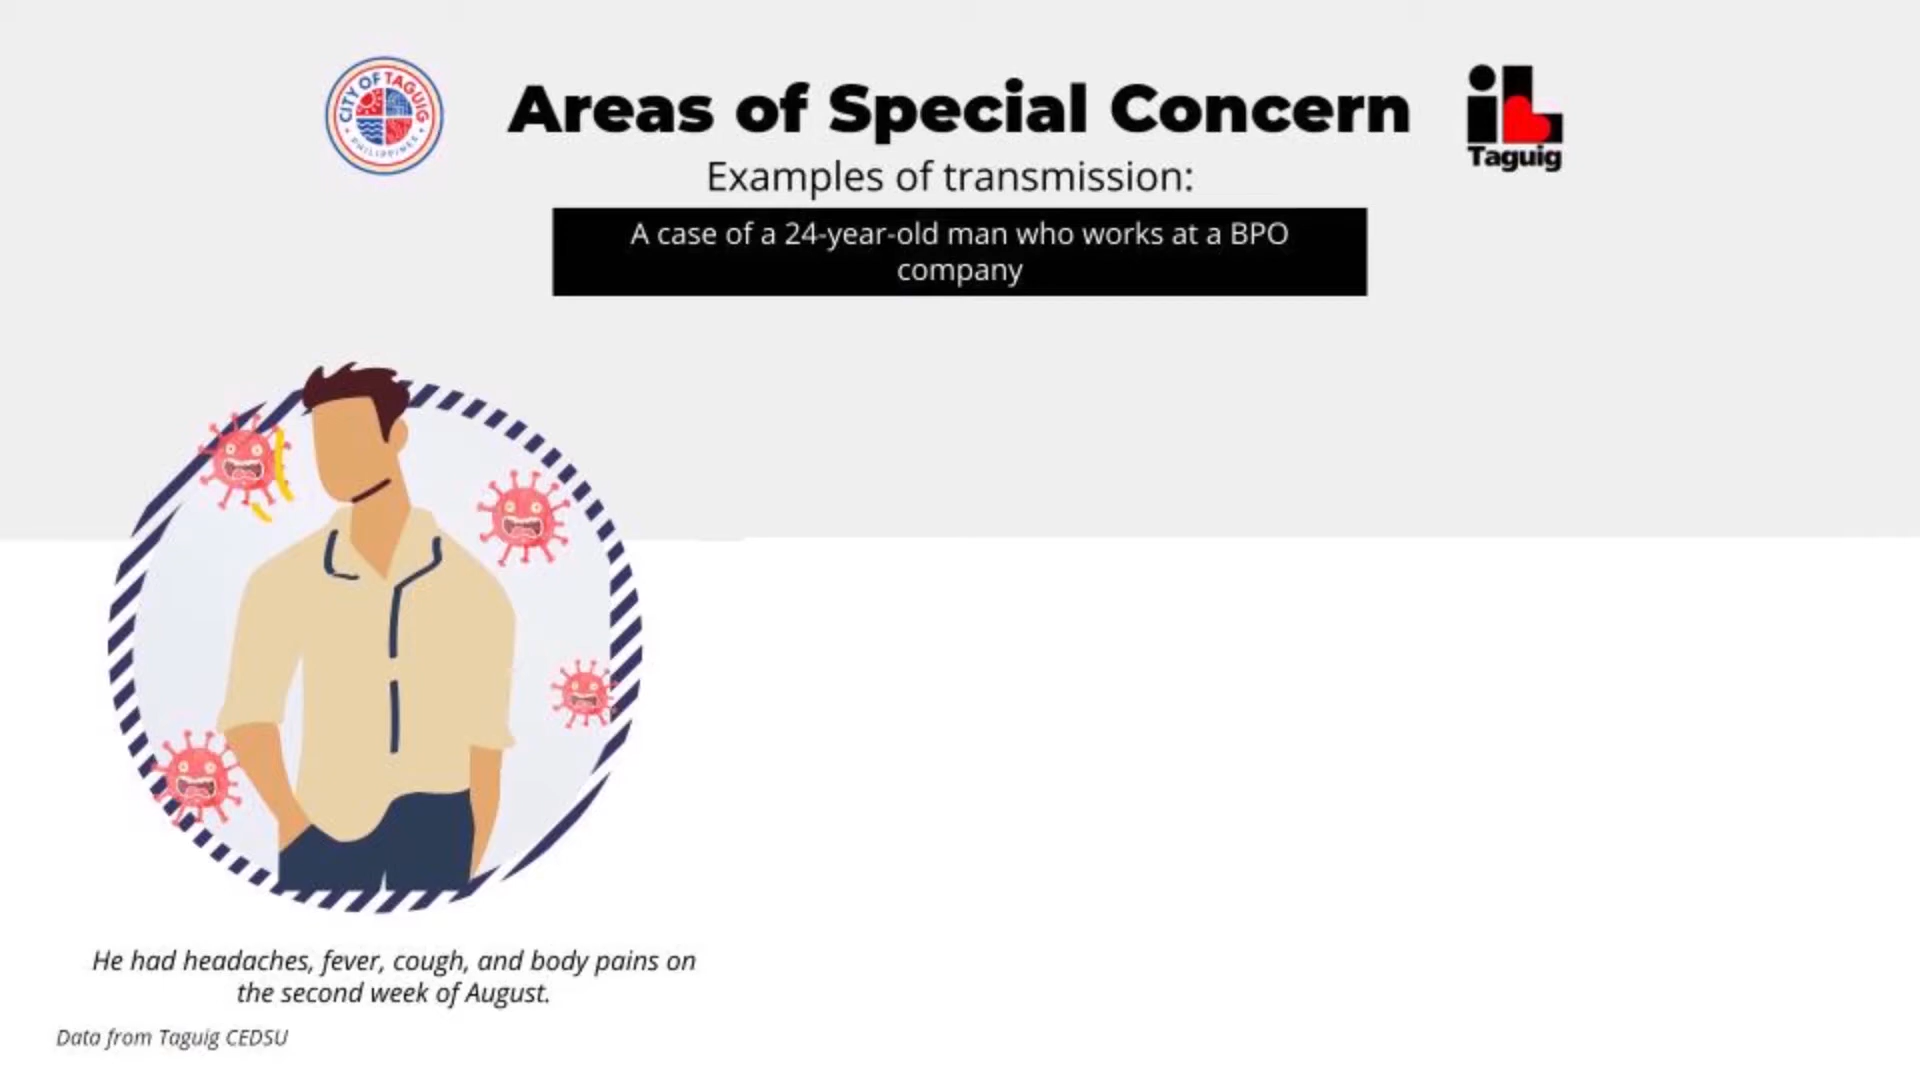 CITY OF TAGUIG
PHILIPPINES
Areas of Special Concern
iL
Taguig
Examples of transmission:
A case of a 24-year-old man who works at a BPO
company
He had headaches, fever, cough, and body pains on
the second week of August.
Data from Taguig CEDSU